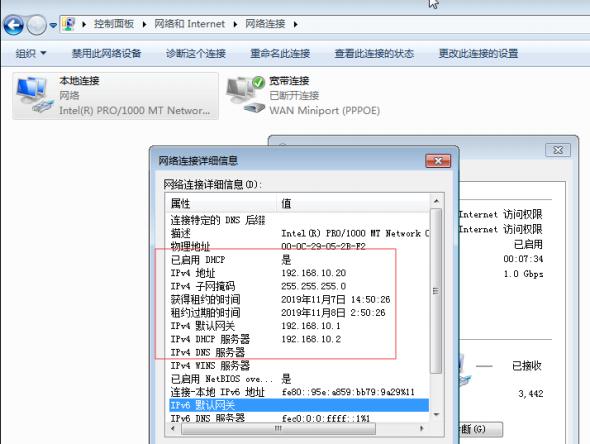 控制面板 ▸ 网络和 Internet ▸ 网络连接 ▸
组织 ▼ 禁用此网络设备 诊断这个连接 重命名此连接 查看此连接的状态 更改此连接的设置
本地连接
网络
Intel(R) PRO/1000 MT Networ...
宽带连接
已断开连接
WAN Miniport (PPPOE)
网络连接详细信息
网络连接详细信息(D):
属性 值
连接特定的 DNS 后缀
描述 Intel(R) PRO/1000 MT Network C
物理地址 00-0C-29-05-2B-F2
已启用 DHCP 是
IPv4 地址 192.168.10.20
IPv4 子网掩码 255.255.255.0
获得租约的时间 2019年11月7日 14:50:26
租约过期的时间 2019年11月8日 2:50:26
IPv4 默认网关 192.168.10.1
IPv4 DHCP 服务器 192.168.10.2
IPv4 DNS 服务器
IPv4 WINS 服务器
已启用 NetBIOS ove... 是
连接-本地 IPv6 地址 fe80::95e:a859:bb79:9a29%11
IPv6 默认网关
IPv6 DNS 服务器 fec0:0:0:ffff::1%1
Internet 访问权限
Internet 访问权限
已启用
00:07:34
1.0 Gbps
已接收
3,442
断(G)